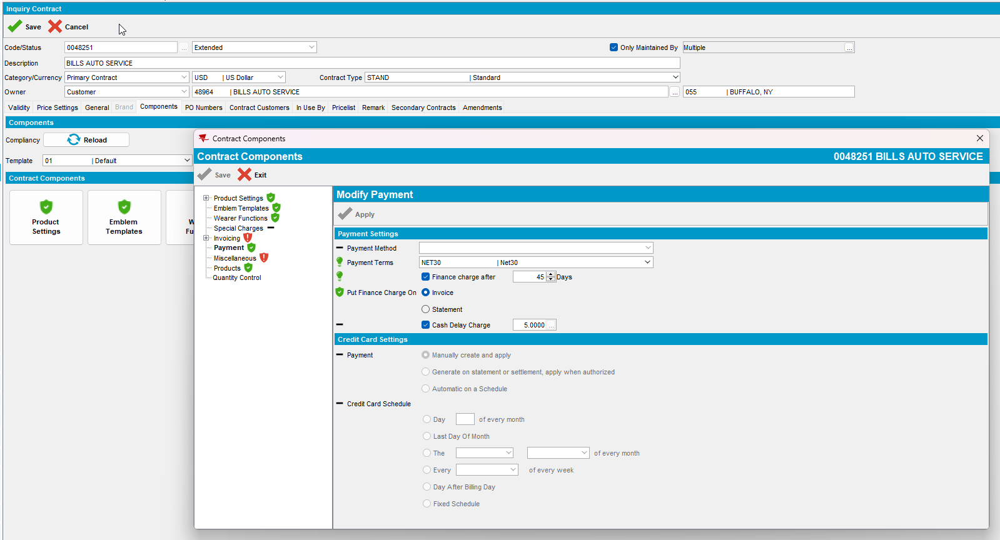 Inquiry Contract
Save Cancel
Code/Status 0048251 ... Extended Only Maintained By Multiple ...
Description BILLS AUTO SERVICE
Category/Currency Primary Contract USD | US Dollar Contract Type STAND | Standard
Owner Customer 48964 | BILLS AUTO SERVICE ... 055 | BUFFALO, NY
Validity Price Settings General Brand Components PO Numbers Contract Customers In Use By Pricelist Remark Secondary Contracts Amendments
Components
Compliancy Reload
Template 01 | Default
Contract Components
Product Settings
Emblem Templates
W
Fu
Contract Components
Contract Components 0048251 BILLS AUTO SERVICE
Save Exit
Product Settings
Emblem Templates
Wearer Functions
Special Charges
Invoicing
Payment
Miscellaneous
Products
Quantity Control
Modify Payment
Apply
Payment Settings
Payment Method
Payment Terms NET30 | Net30
Finance charge after 45 Days
Put Finance Charge On Invoice
Statement
Cash Delay Charge 5.0000 ...
Credit Card Settings
Payment Manually create and apply
Generate on statement or settlement, apply when authorized
Automatic on a Schedule
Credit Card Schedule
Day of every month
Last Day Of Month
The of every month
Every of every week
Day After Billing Day
Fixed Schedule